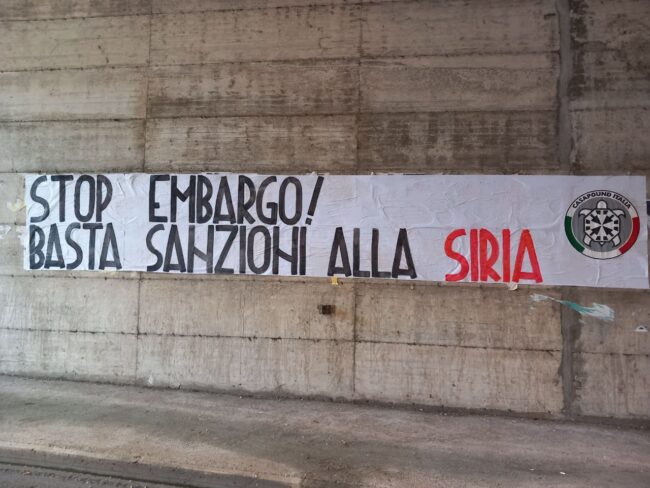 STOP EMBARGO!
BASTA SANZIONI ALLA SIRIA
CASAPOUND ITALIA